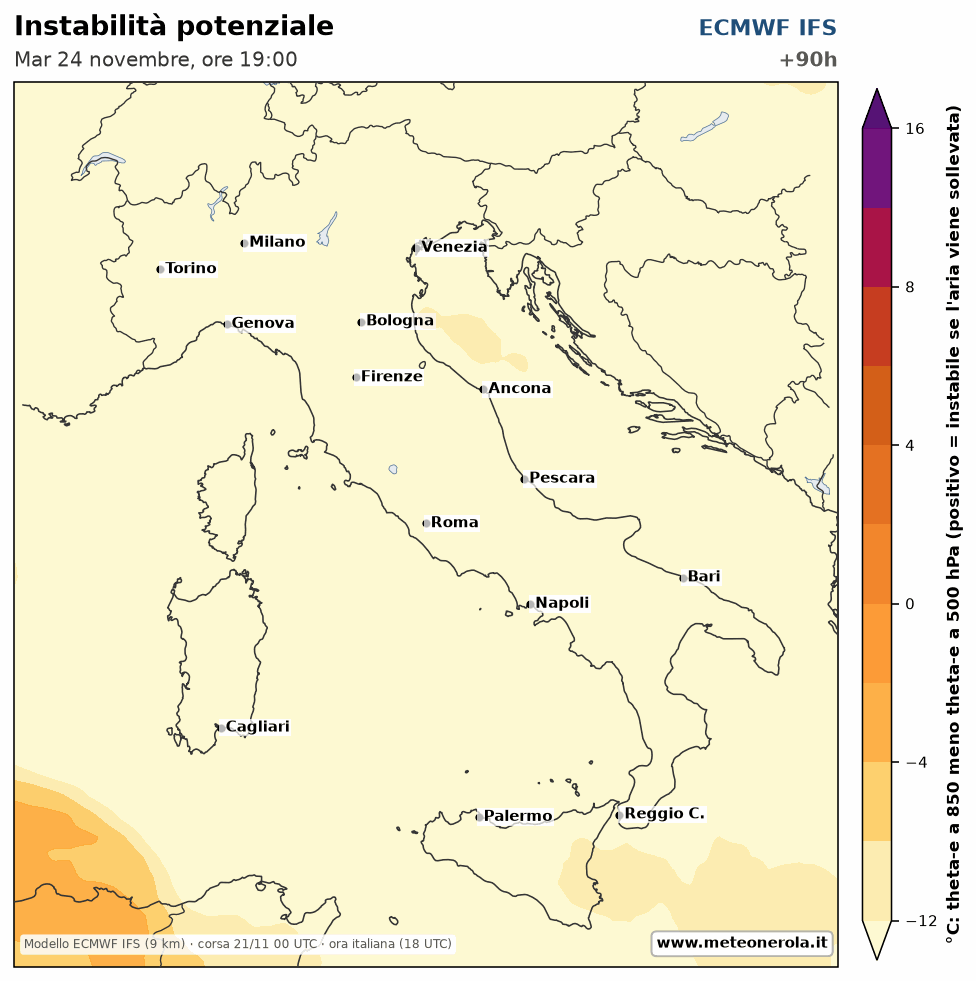 Instabilità potenziale
ECMWF IFS
Mar 24 novembre, ore 19:00
+90h
Milano
Venezia
Torino
Genova
Bologna
Firenze
Ancona
Pescara
Roma
Bari
Napoli
Cagliari
Palermo
Reggio C.
Modello ECMWF IFS (9 km) · corsa 21/11 00 UTC · ora italiana (18 UTC)
www.meteonerola.it
16
8
4
0
−4
−12
°C: theta-e a 850 meno theta-e a 500 hPa (positivo = instabile se l'aria viene sollevata)